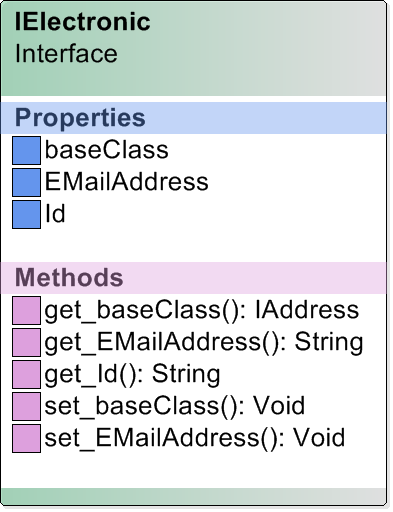 IElectronic
Interface
Properties
baseClass
EMailAddress
Id
Methods
get_baseClass(): IAddress
get_EMailAddress(): String
get_Id(): String
set_baseClass(): Void
set_EMailAddress(): Void